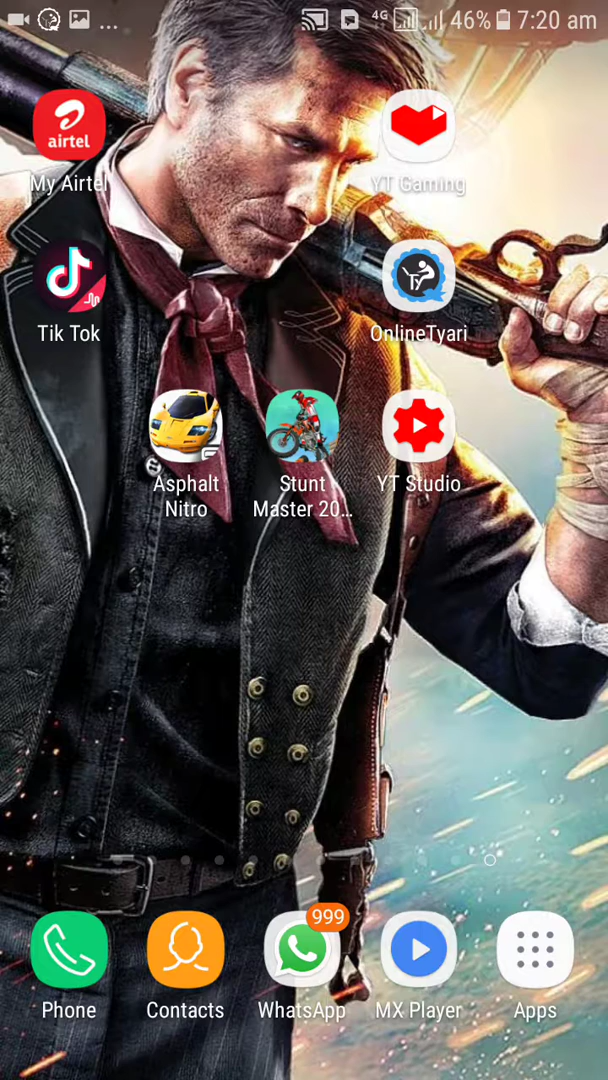 ... 4G 46% 7:20 am
airtel
My Airtel
YT Gaming
Tik Tok
TY
OnlineTyari
Asphalt
Nitro
Stunt
Master 20...
YT Studio
999
Phone
Contacts
WhatsApp
MX Player
Apps